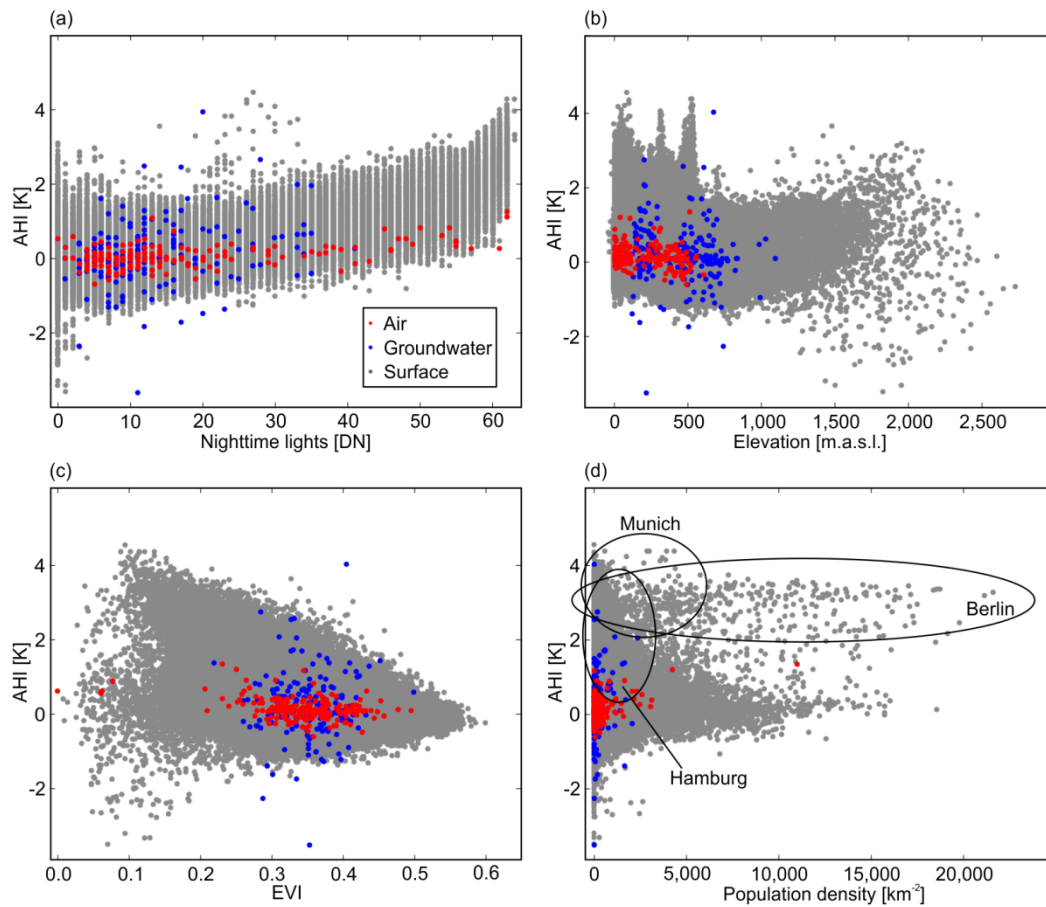 (a)
AHI [K]
4
2
0
-2
0 10 20 30 40 50 60
Nighttime lights [DN]
Air
Groundwater
Surface
(b)
AHI [K]
4
2
0
-2
0 500 1,000 1,500 2,000 2,500
Elevation [m.a.s.l.]
(c)
AHI [K]
4
2
0
-2
0.0 0.1 0.2 0.3 0.4 0.5 0.6
EVI
(d)
AHI [K]
4
2
0
-2
Munich
Berlin
Hamburg
0 5,000 10,000 15,000 20,000
Population density [km⁻²]